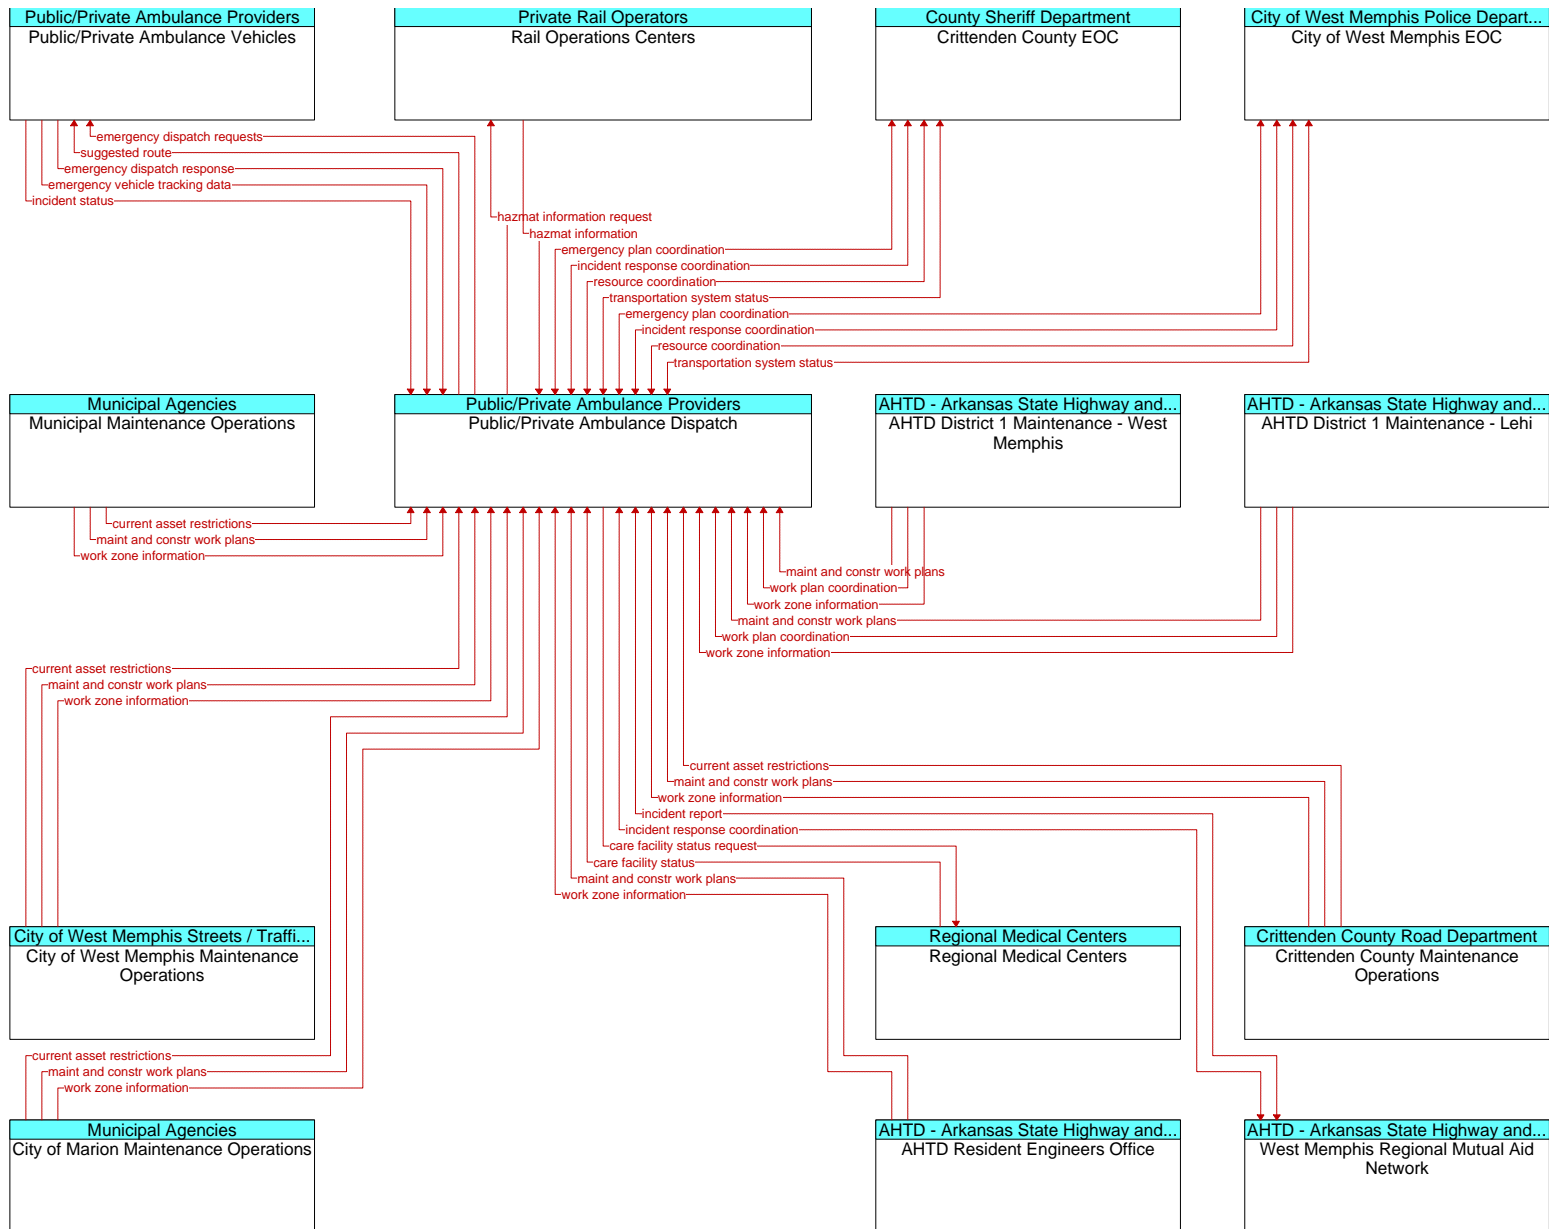 Public/Private Ambulance Providers
Public/Private Ambulance Vehicles
Private Rail Operators
Rail Operations Centers
County Sheriff Department
Crittenden County EOC
City of West Memphis Police Depart...
City of West Memphis EOC
emergency dispatch requests
suggested route
emergency dispatch response
emergency vehicle tracking data
incident status
hazmat information request
hazmat information
emergency plan coordination
incident response coordination
resource coordination
transportation system status
emergency plan coordination
incident response coordination
resource coordination
transportation system status
Municipal Agencies
Municipal Maintenance Operations
Public/Private Ambulance Providers
Public/Private Ambulance Dispatch
AHTD - Arkansas State Highway and...
AHTD District 1 Maintenance - West
Memphis
AHTD - Arkansas State Highway and...
AHTD District 1 Maintenance - Lehi
current asset restrictions
maint and constr work plans
work zone information
maint and constr work plans
work plan coordination
work zone information
maint and constr work plans
work plan coordination
work zone information
current asset restrictions
maint and constr work plans
work zone information
current asset restrictions
maint and constr work plans
work zone information
incident report
incident response coordination
care facility status request
care facility status
maint and constr work plans
work zone information
City of West Memphis Streets / Traffi...
City of West Memphis Maintenance
Operations
Regional Medical Centers
Regional Medical Centers
Crittenden County Road Department
Crittenden County Maintenance
Operations
current asset restrictions
maint and constr work plans
work zone information
Municipal Agencies
City of Marion Maintenance Operations
AHTD - Arkansas State Highway and...
AHTD Resident Engineers Office
AHTD - Arkansas State Highway and...
West Memphis Regional Mutual Aid
Network